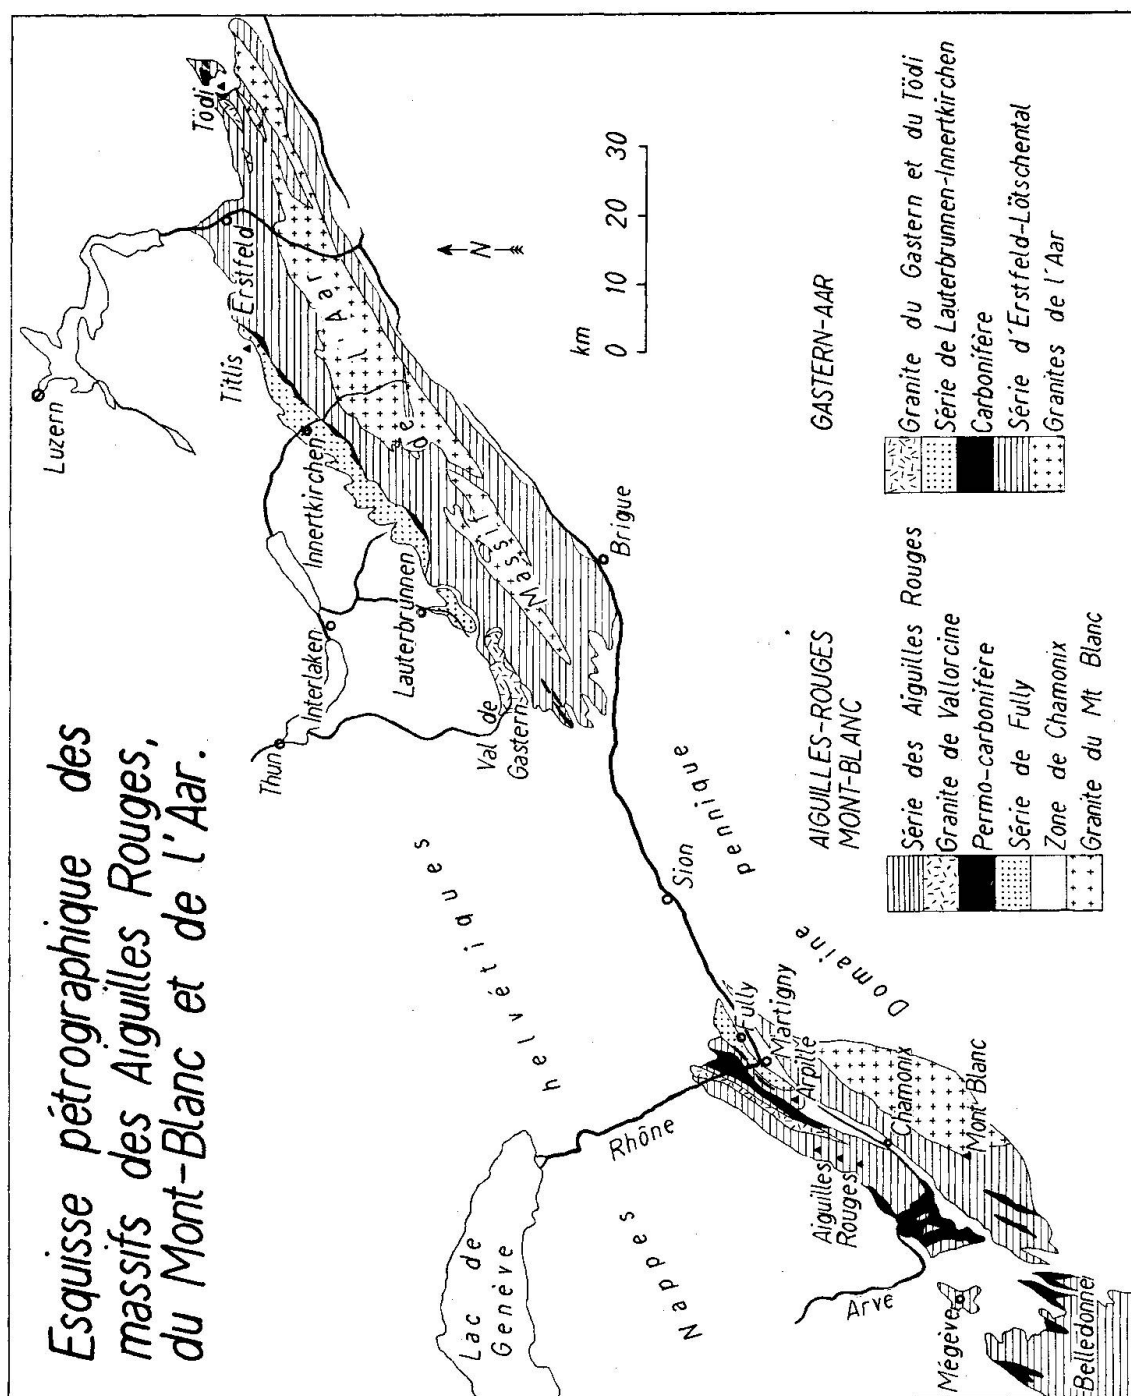 Esquisse pétrographique des
massifs des Aiguilles Rouges,
du Mont-Blanc et de l'Aar.
Luzern
Tödi
Erstfeld
Titlis
Innertkirchen
Interlaken
Thun
Lauterbrunnen
Val de
Gastern
Massif de l'Aar
Brigue
N
km
0 10 20 30
Nappes helvétiques
Domaine pennique
Sion
Lac de
Genève
Rhône
Fully
Martigny
Arpille
Aiguilles
Rouges
Chamonix
Mont Blanc
Arve
Mégève
Belledonne
AIGUILLES-ROUGES
MONT-BLANC
Série des Aiguilles Rouges
Granite de Vallorcine
Permo-carbonifère
Série de Fully
Zone de Chamonix
Granite du Mt Blanc
GASTERN-AAR
Granite du Gastern et du Tödi
Série de Lauterbrunnen-Innertkirchen
Carbonifère
Série d'Erstfeld-Lötschental
Granites de l'Aar